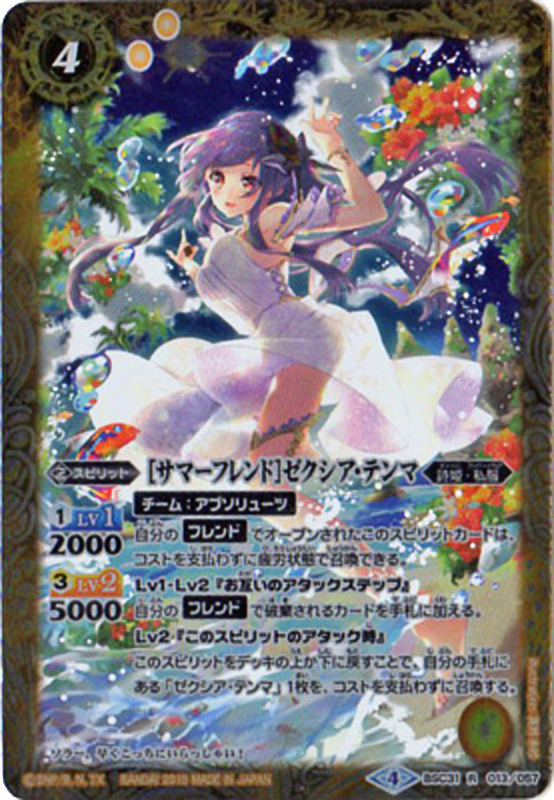 4
スピリット
[サマーフレンド]ゼクシア・テンマ
詩姫・私服
チーム：アブソリューツ
1 LV1 2000
自分の フレンド でオープンされたこのスピリットカードは、
コストを支払わずに疲労状態で召喚できる。
3 LV2 5000
Lv1・Lv2『お互いのアタックステップ』
自分の フレンド で破棄されるカードを手札に加える。
Lv2『このスピリットのアタック時』
このスピリットをデッキの上か下に戻すことで、自分の手札に
ある「ゼクシア・テンマ」1枚を、コストを支払わずに召喚する。
ソラー、早くこっちにいらっしゃい！
BANDAI 2018 MADE IN JAPAN
4 BSC31 R 013/057